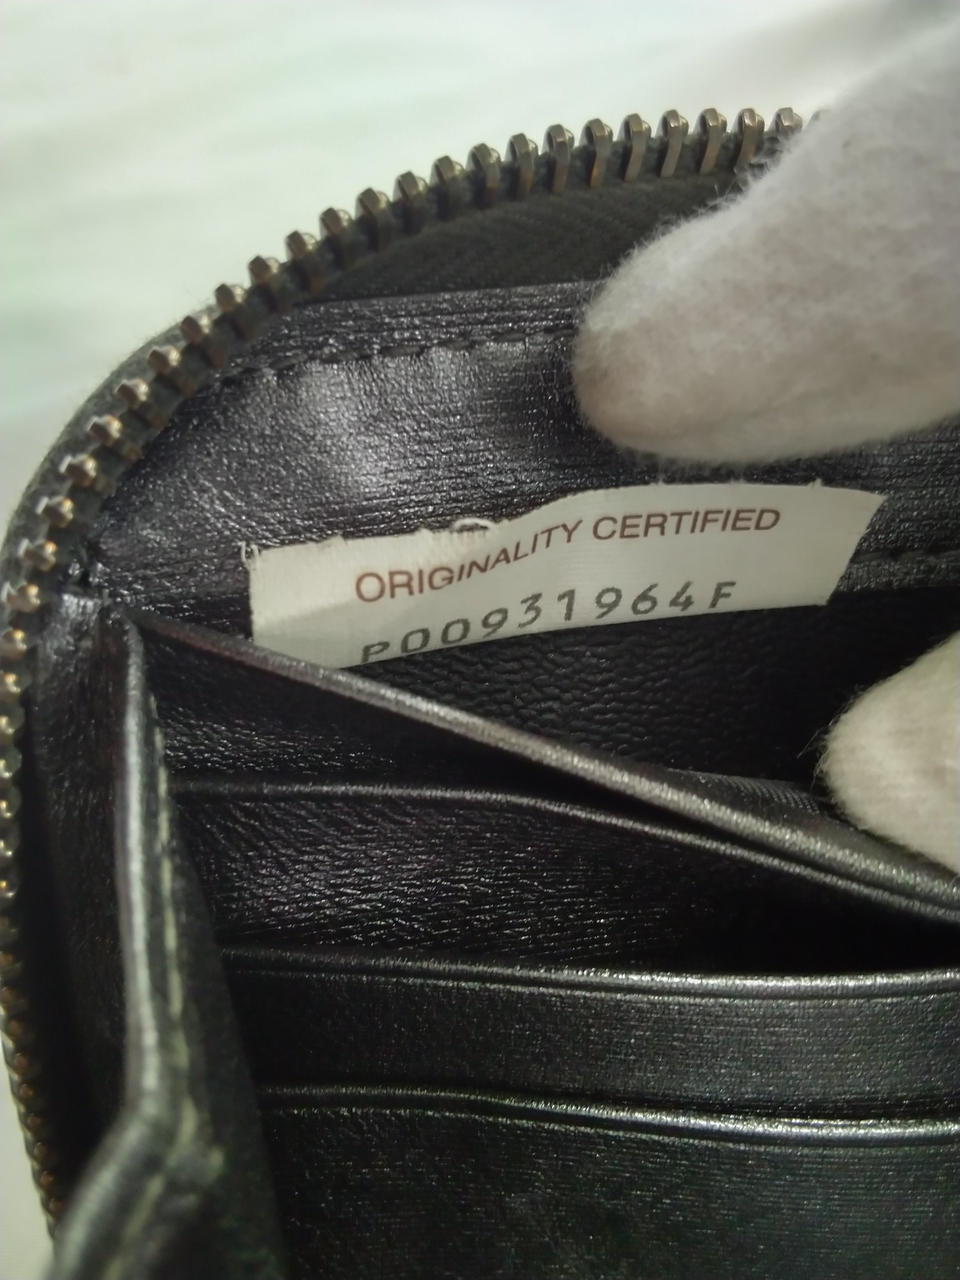 ORIGINALITY CERTIFIED
P00931964F